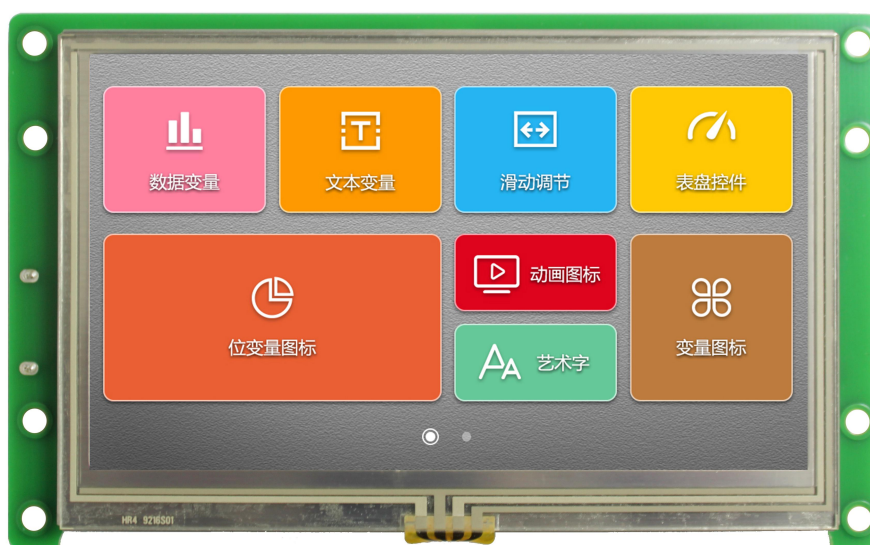 数据变量
文本变量
滑动调节
表盘控件
位变量图标
动画图标
艺术字
变量图标
HR4 9216S01